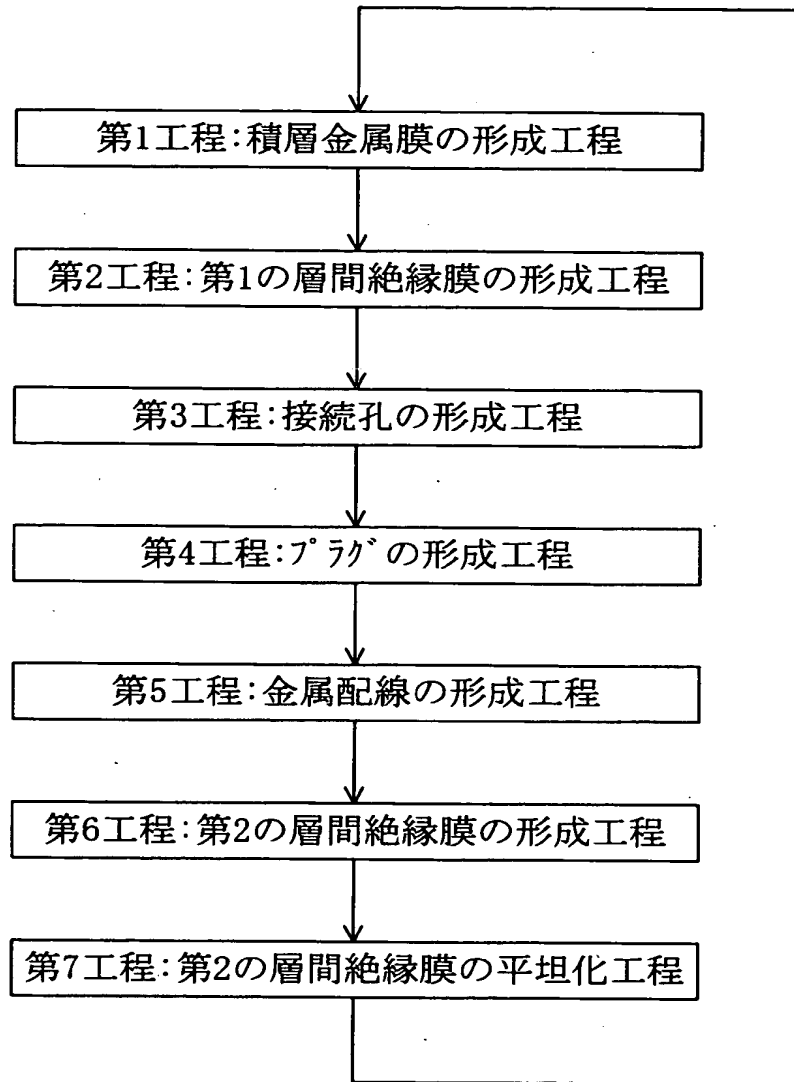 第1工程:積層金属膜の形成工程
第2工程:第1の層間絶縁膜の形成工程
第3工程:接続孔の形成工程
第4工程:プラグの形成工程
第5工程:金属配線の形成工程
第6工程:第2の層間絶縁膜の形成工程
第7工程:第2の層間絶縁膜の平坦化工程